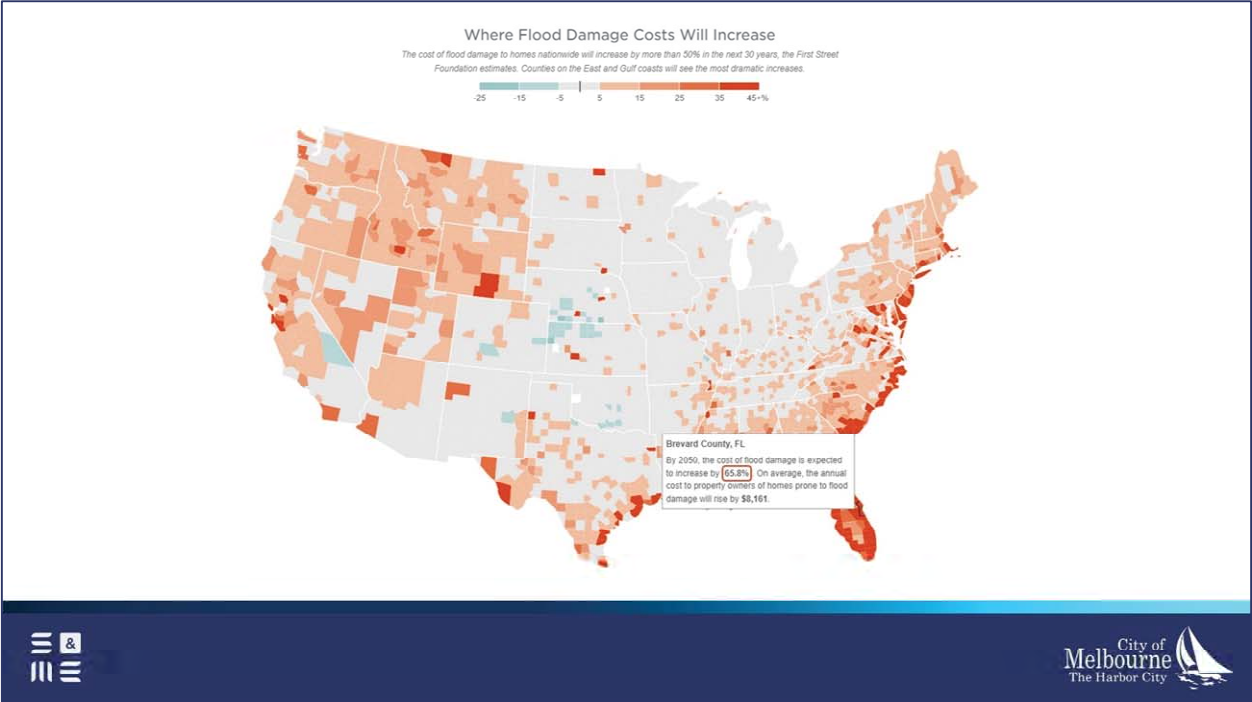 Where Flood Damage Costs Will Increase
The cost of flood damage to homes nationwide will increase by more than 50% in the next 30 years, the First Street
Foundation estimates. Counties on the East and Gulf coasts will see the most dramatic increases.
-25 -15 -5 5 15 25 35 45+%
Brevard County, FL
By 2050, the cost of flood damage is expected
to increase by 65.8%. On average, the annual
cost to property owners of homes prone to flood
damage will rise by $8,161.
&
ME
City of
Melbourne
The Harbor City